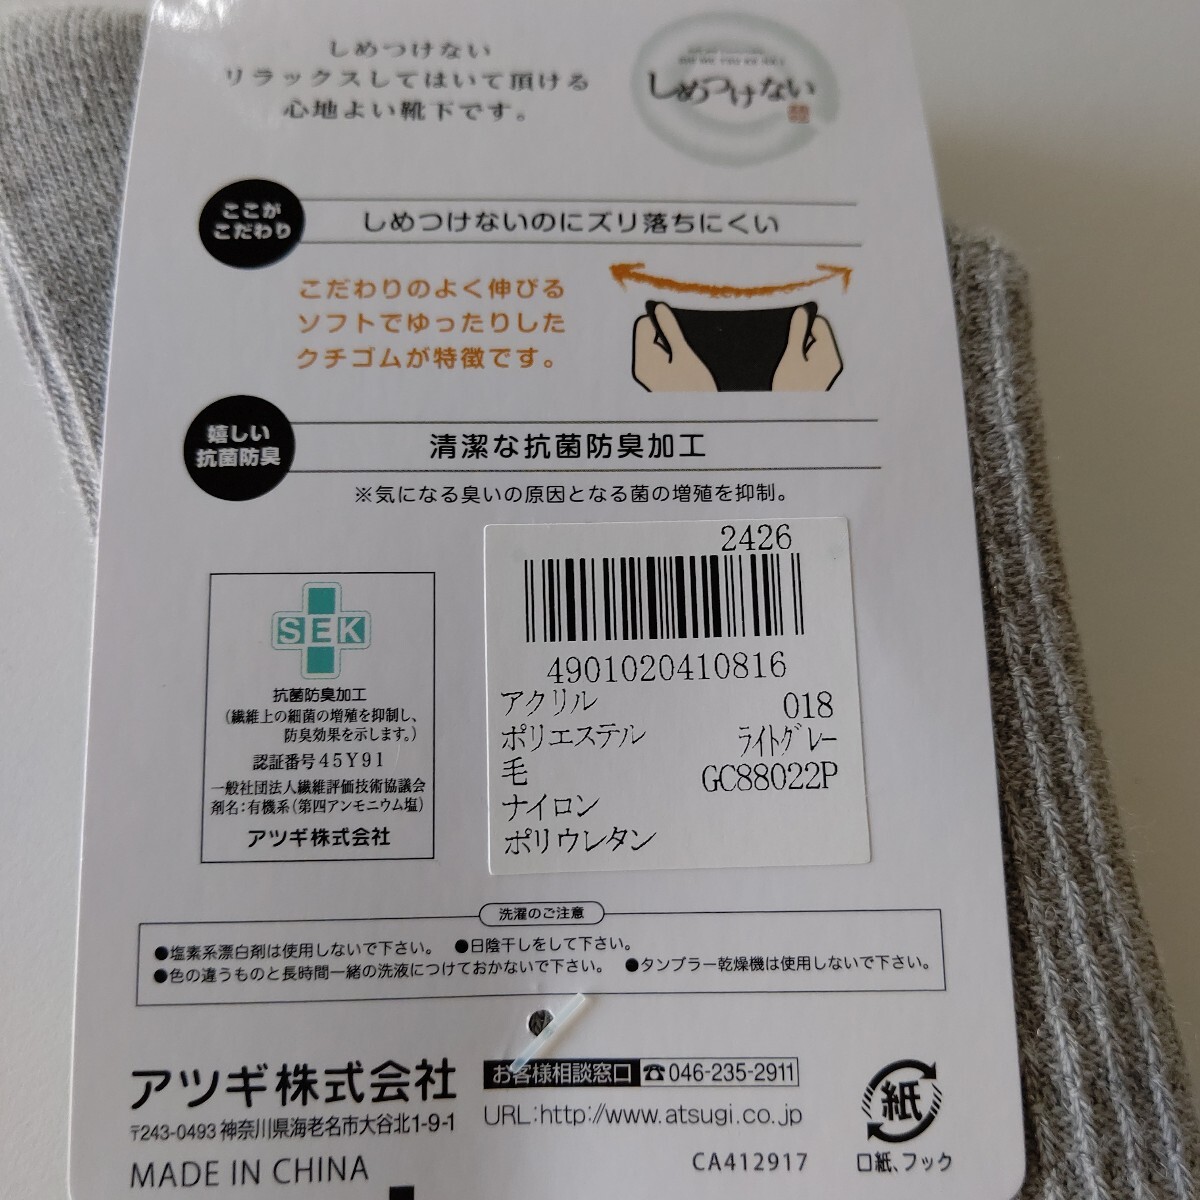 しめつけない
リラックスしてはいて頂ける
心地よい靴下です。
しめつけない
ここが
こだわり
しめつけないのにズリ落ちにくい
こだわりのよく伸びる
ソフトでゆったりした
クチゴムが特徴です。
嬉しい
抗菌防臭
清潔な抗菌防臭加工
※気になる臭いの原因となる菌の増殖を抑制。
SEK
抗菌防臭加工
(繊維上の細菌の増殖を抑制し、
防臭効果を示します。)
認証番号45Y91
一般社団法人繊維評価技術協議会
剤名:有機系(第四アンモニウム塩)
アツギ株式会社
2426
4901020410816
アクリル 018
ポリエステル ライトグレー
毛 GC88022P
ナイロン
ポリウレタン
洗濯のご注意
●塩素系漂白剤は使用しないで下さい。 ●日陰干しをして下さい。
●色の違うものと長時間一緒の洗液につけておかないで下さい。 ●タンブラー乾燥機は使用しないで下さい。
アツギ株式会社
〒243-0493 神奈川県海老名市大谷北1-9-1
MADE IN CHINA
お客様相談窓口 ☎046-235-2911
URL:http://www.atsugi.co.jp
CA412917
紙
口紙、フック